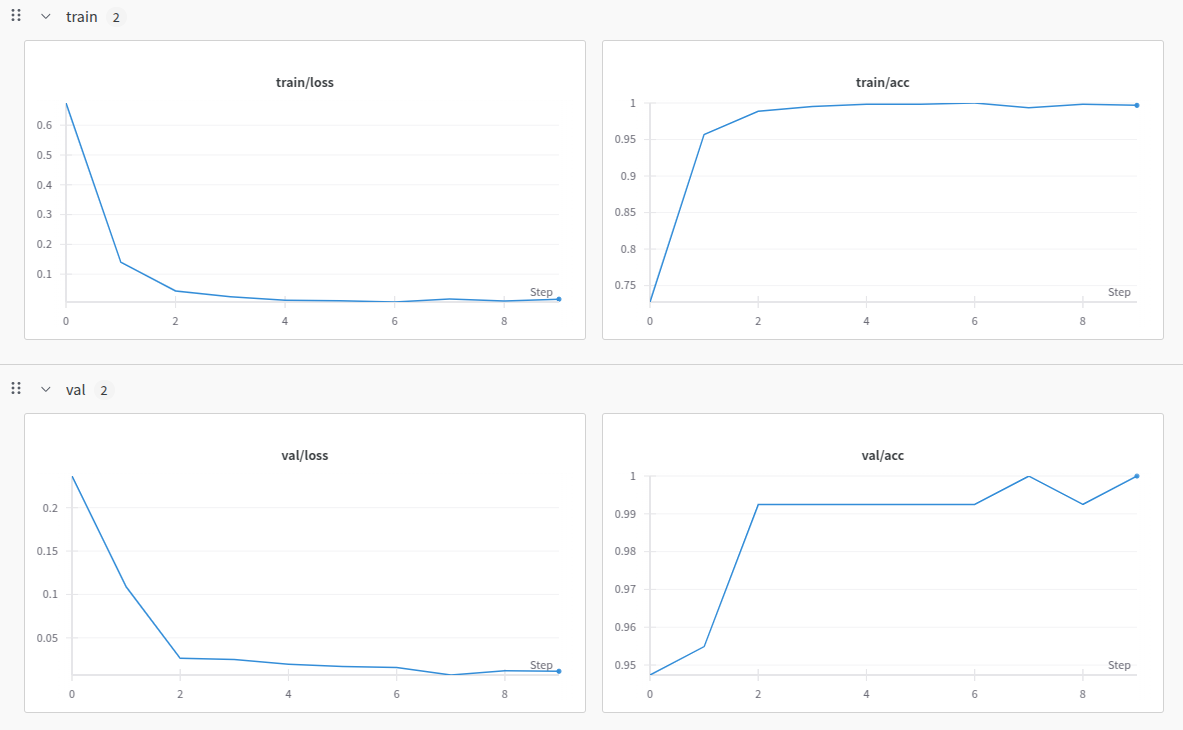 train 2
train/loss
0.6
0.5
0.4
0.3
0.2
0.1
Step
0 2 4 6 8
train/acc
1
0.95
0.9
0.85
0.8
0.75
Step
0 2 4 6 8
val 2
val/loss
0.2
0.15
0.1
0.05
Step
0 2 4 6 8
val/acc
1
0.99
0.98
0.97
0.96
0.95
Step
0 2 4 6 8